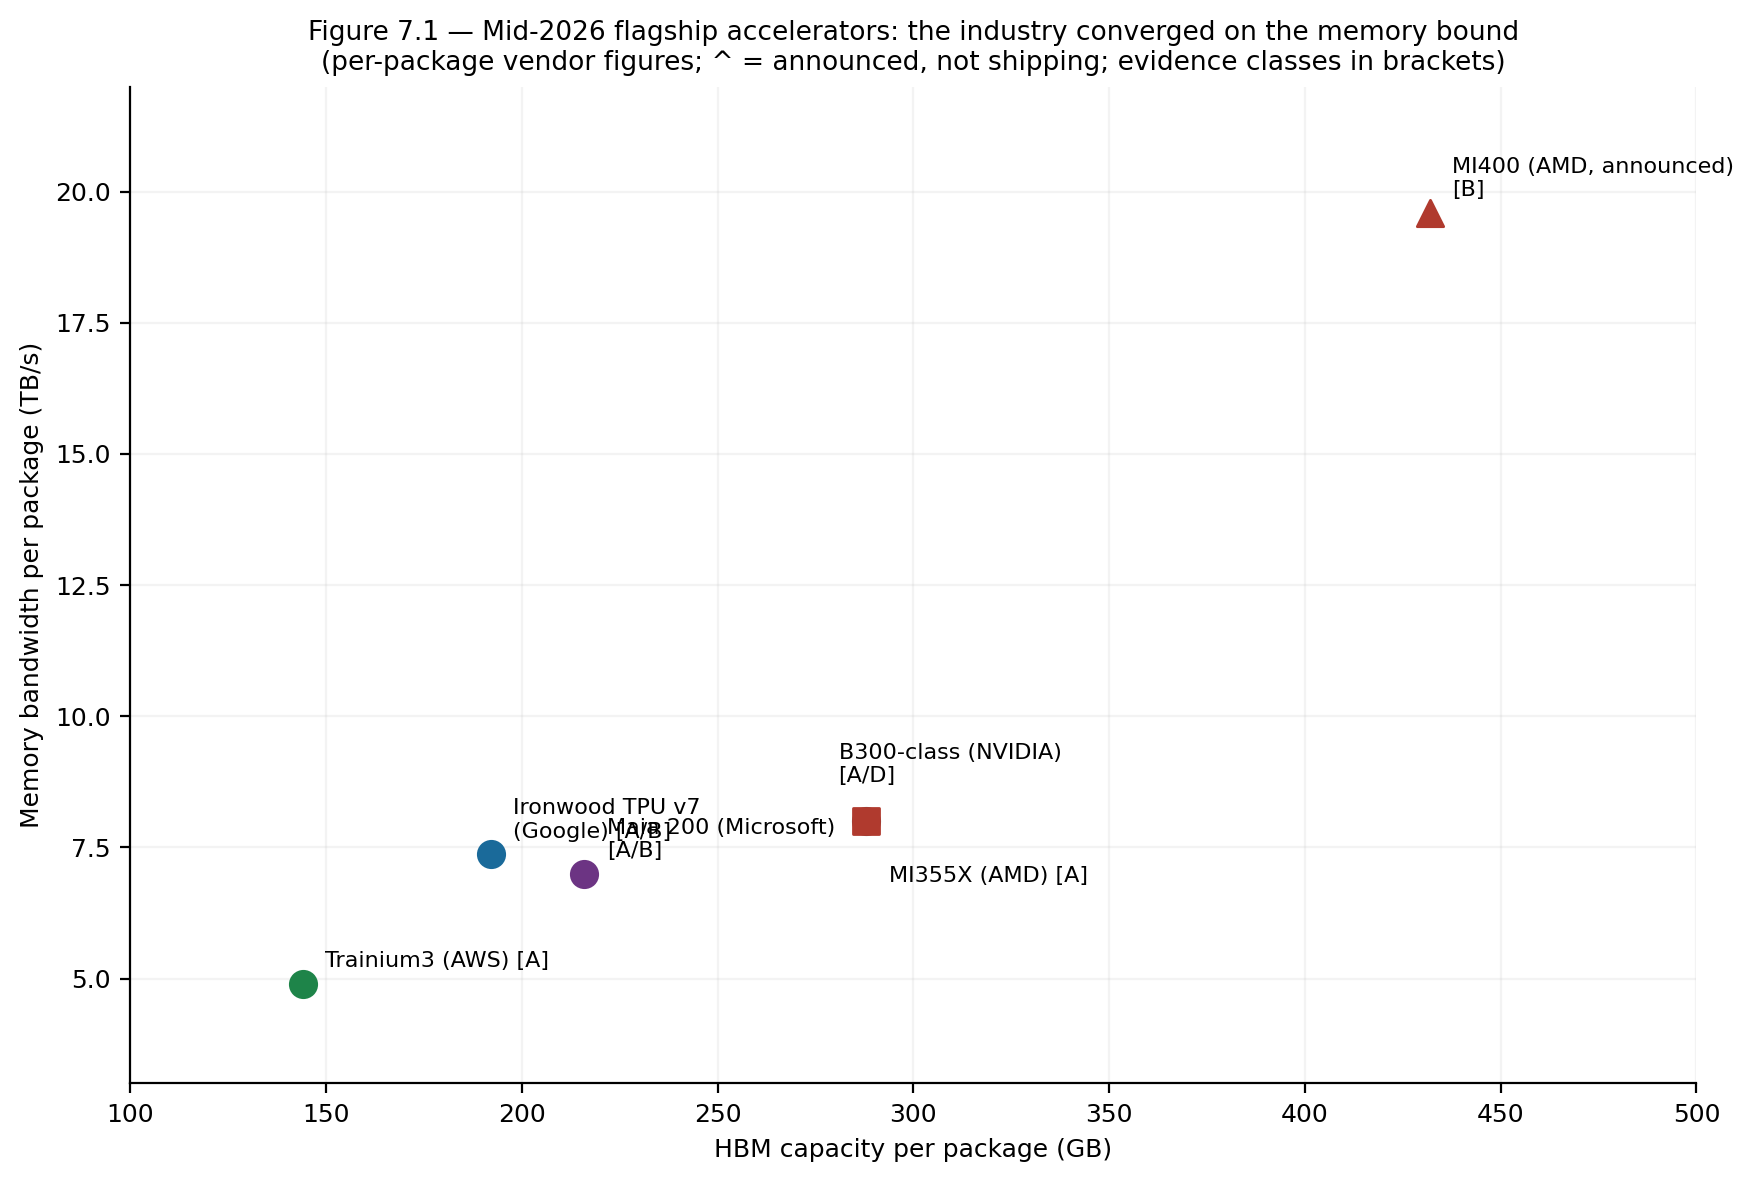 Figure 7.1 — Mid-2026 flagship accelerators: the industry converged on the memory bound
(per-package vendor figures; ^ = announced, not shipping; evidence classes in brackets)
Memory bandwidth per package (TB/s)
20.0
17.5
15.0
12.5
10.0
7.5
5.0
MI400 (AMD, announced)
[B]
B300-class (NVIDIA)
[A/D]
Ironwood TPU v7
(Google) [A/B]
Maia 200 (Microsoft)
[A/B]
MI355X (AMD) [A]
Trainium3 (AWS) [A]
100
150
200
250
300
350
400
450
500
HBM capacity per package (GB)